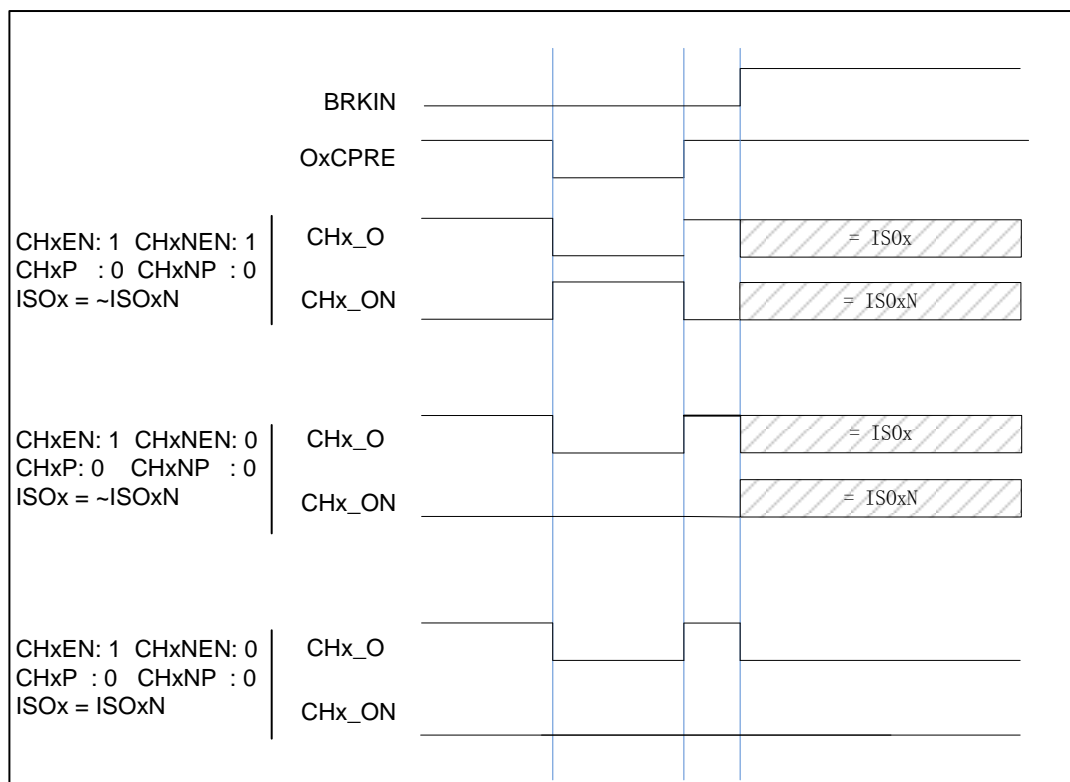 BRKIN
OxCPRE
CHxEN: 1 CHxNEN: 1
CHxP : 0 CHxNP : 0
ISOx = ~ISOxN
CHx_O
= ISOx
CHx_ON
= ISOxN
CHxEN: 1 CHxNEN: 0
CHxP: 0 CHxNP : 0
ISOx = ~ISOxN
CHx_O
= ISOx
CHx_ON
= ISOxN
CHxEN: 1 CHxNEN: 0
CHxP : 0 CHxNP : 0
ISOx = ISOxN
CHx_O
CHx_ON